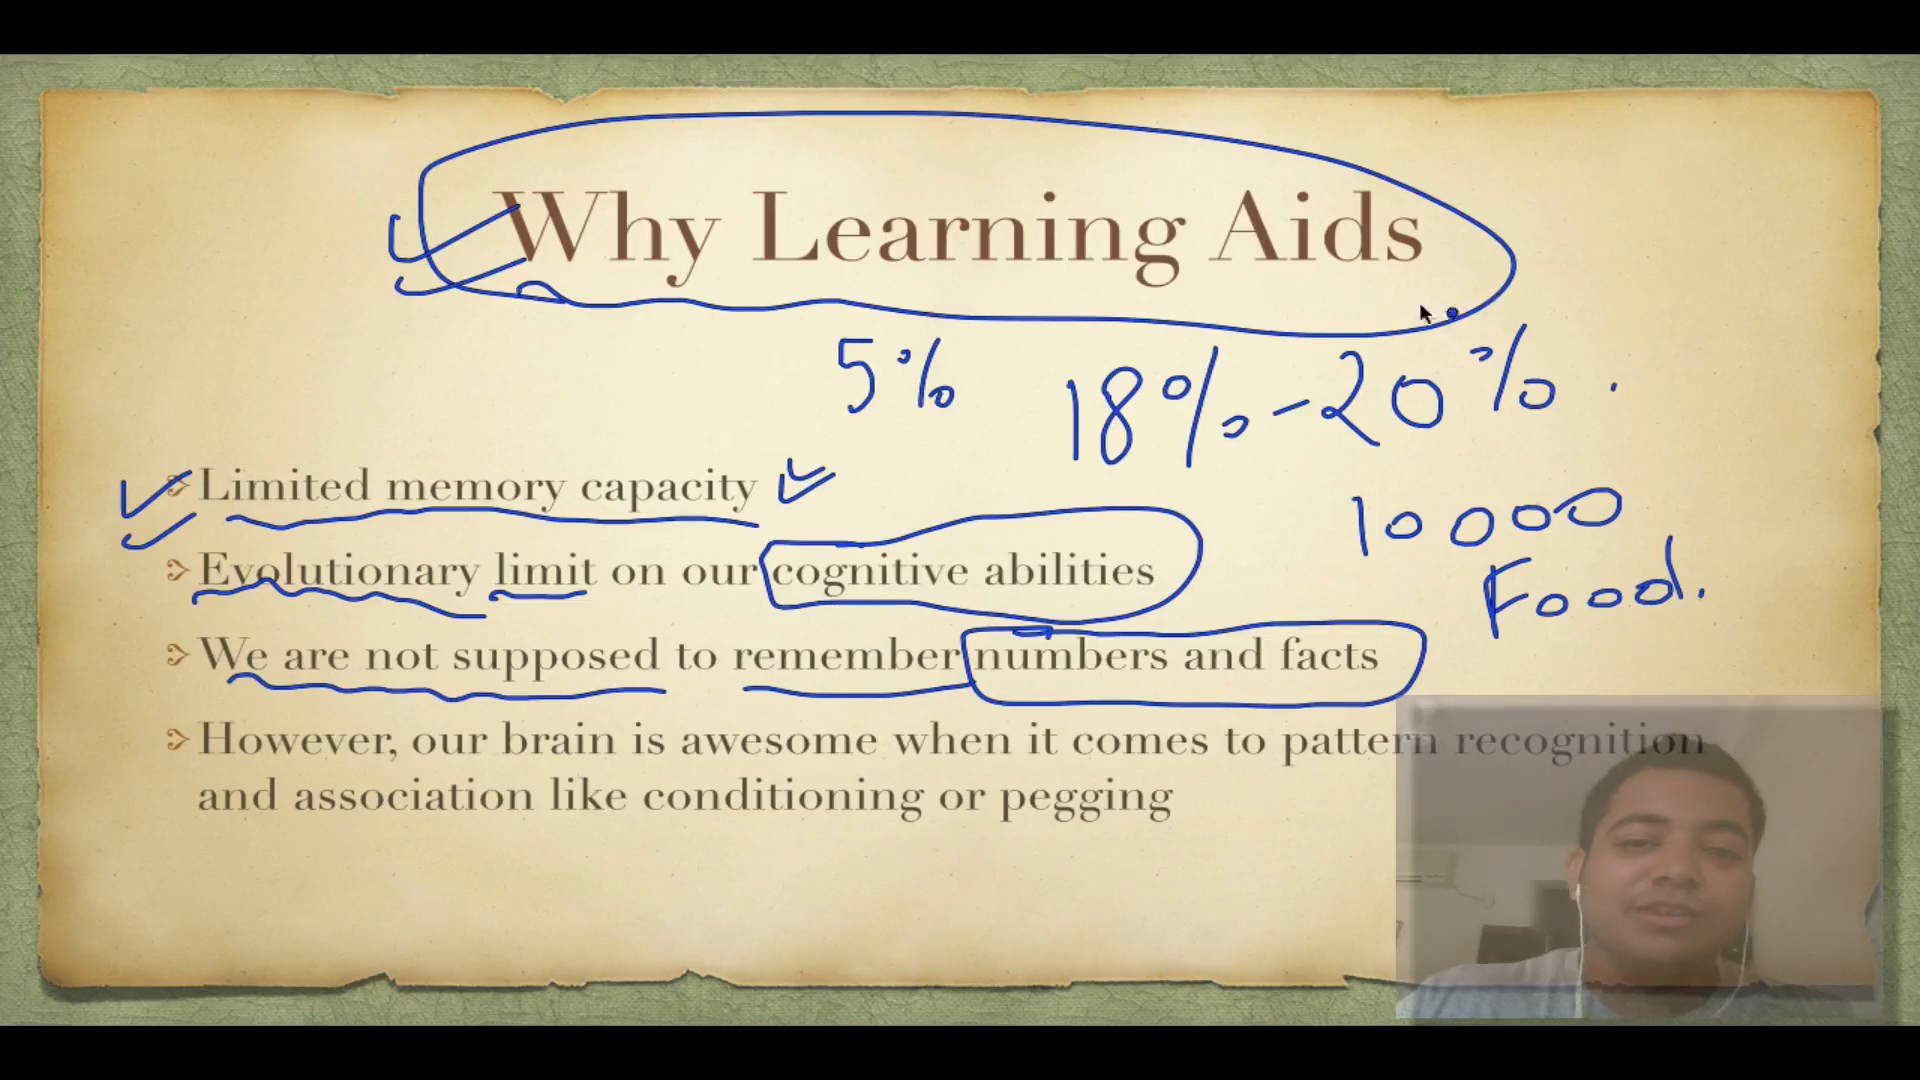 Why Learning Aids
5% 18%-20%.
Limited memory capacity
10000
Evolutionary limit on our cognitive abilities
Food.
We are not supposed to remember numbers and facts
However, our brain is awesome when it comes to pattern recognition
and association like conditioning or pegging